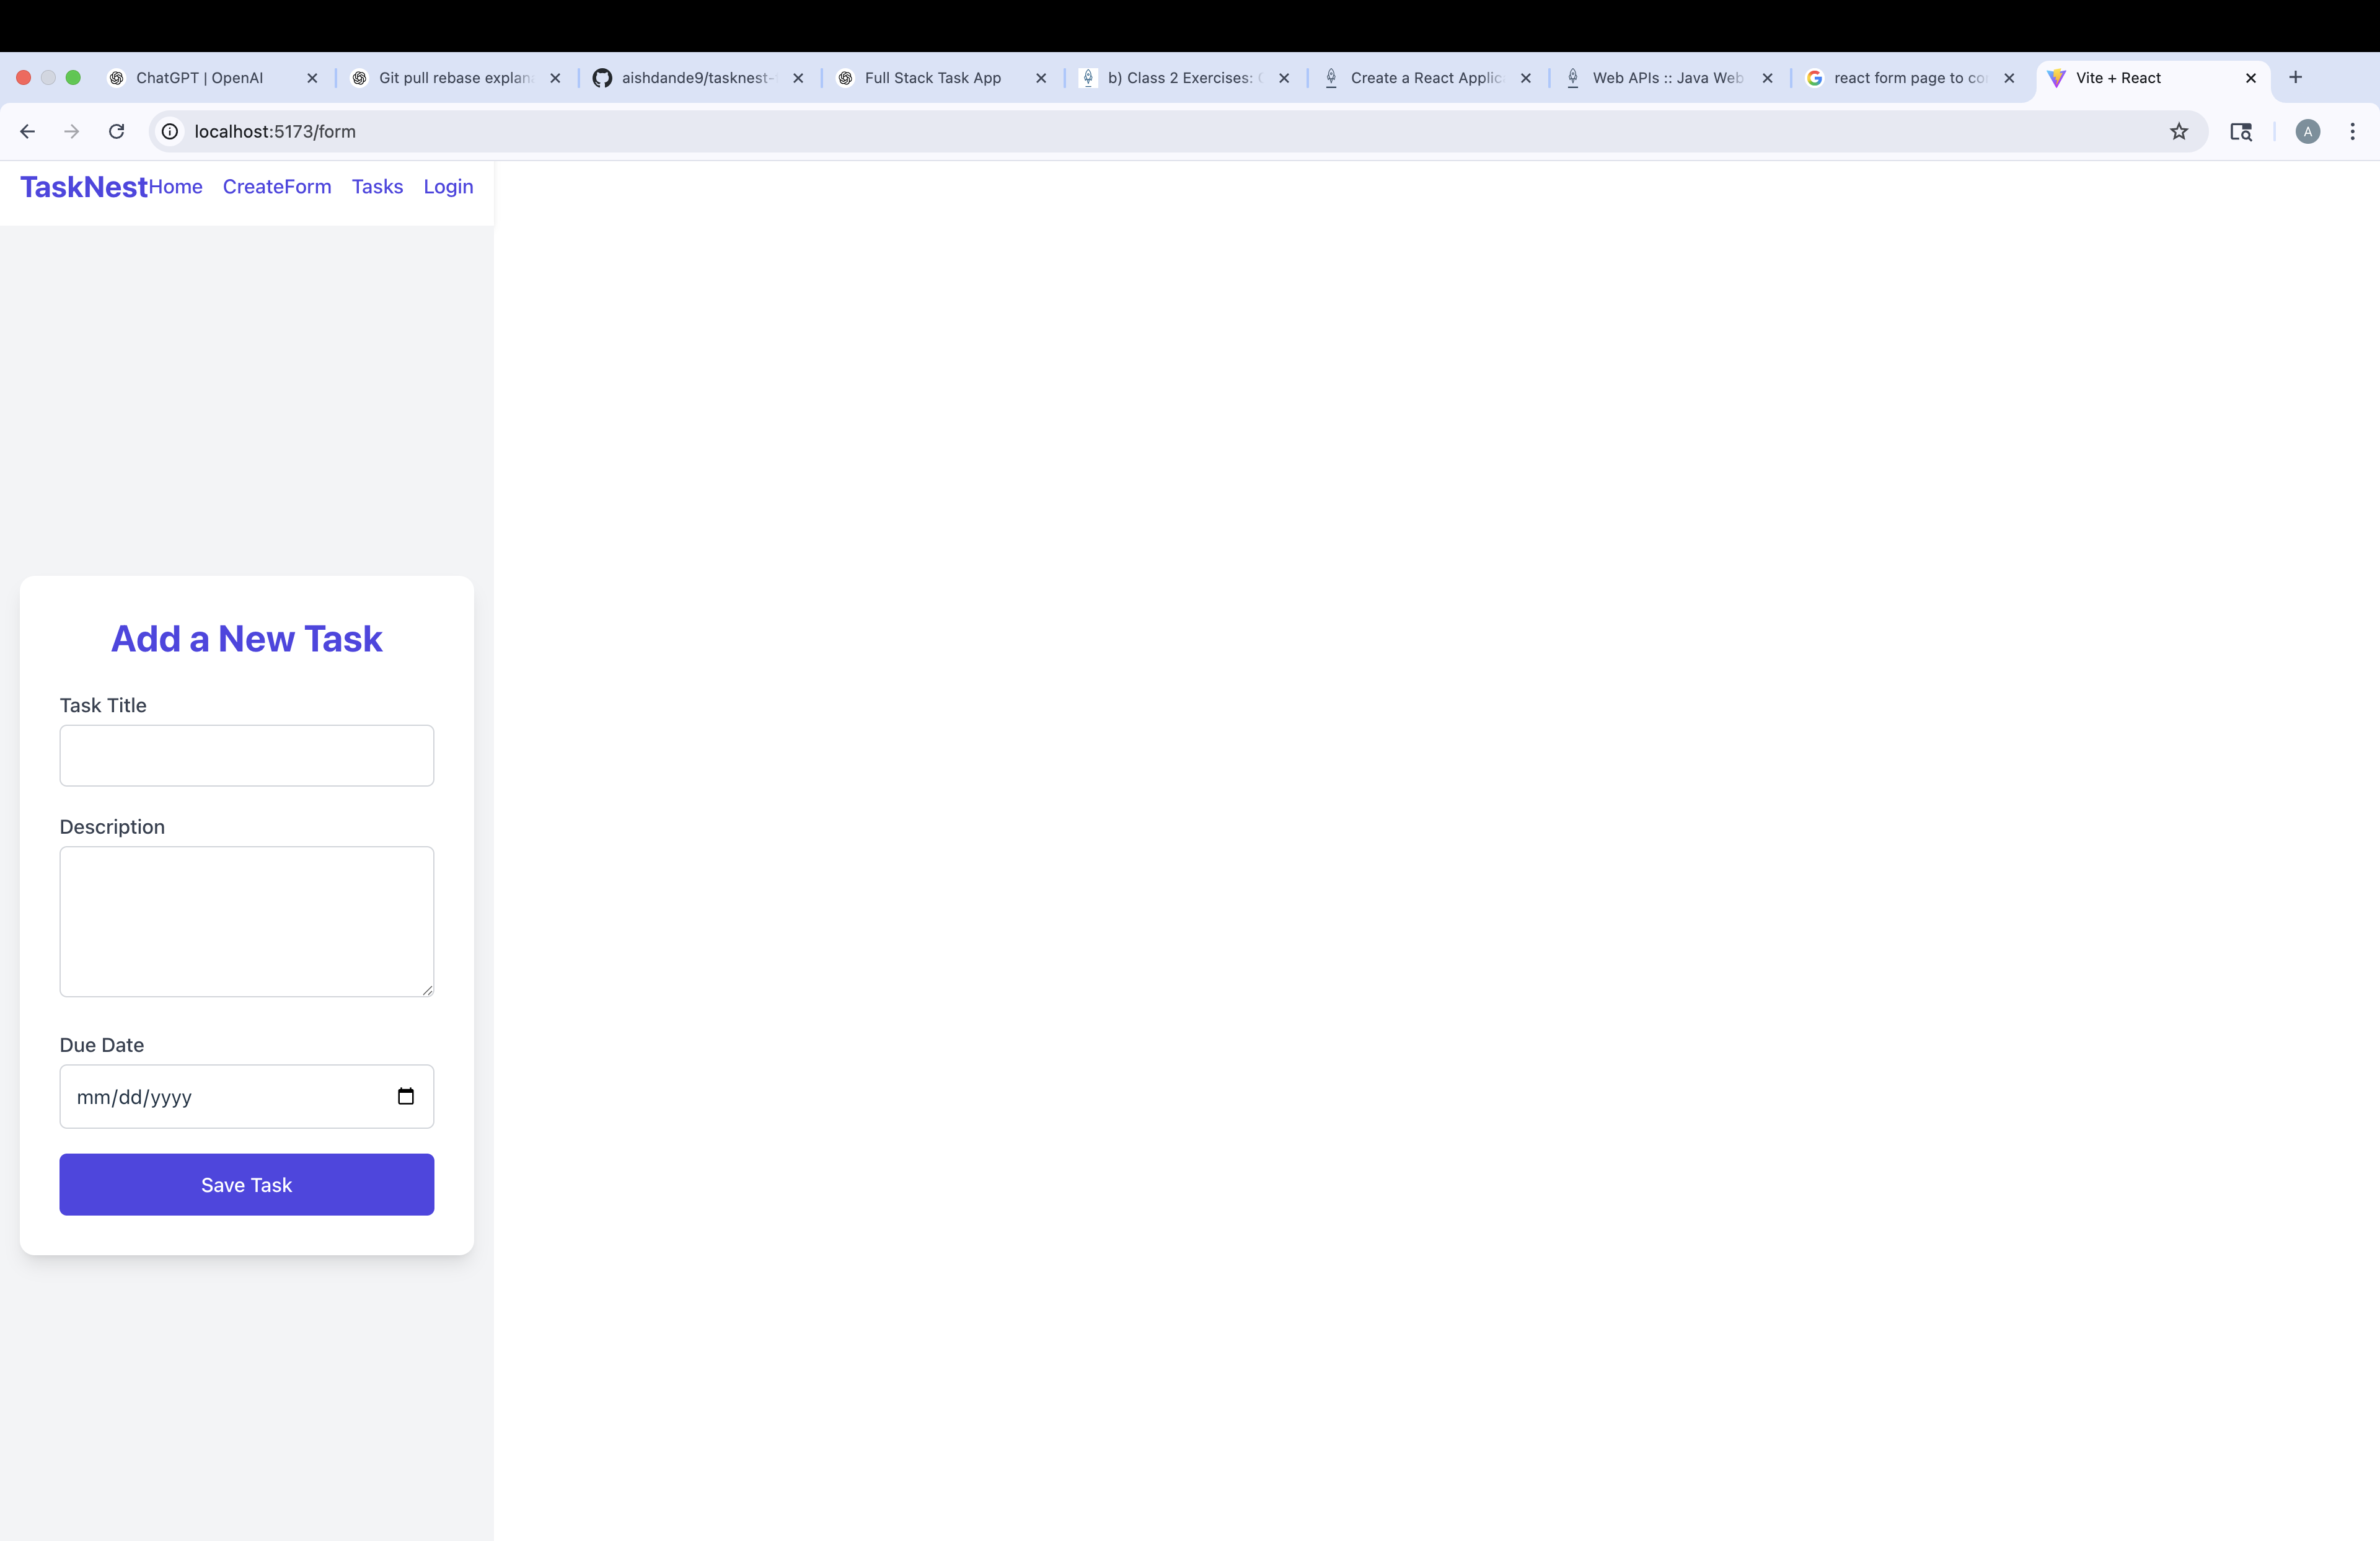 ChatGPT | OpenAI
Git pull rebase explan
aishdande9/tasknest-
Full Stack Task App
b) Class 2 Exercises:
Create a React Applic
Web APIs :: Java Web
react form page to co
Vite + React
localhost:5173/form
A
TaskNestHome CreateForm Tasks Login
Add a New Task
Task Title
Description
Due Date
mm/dd/yyyy
Save Task